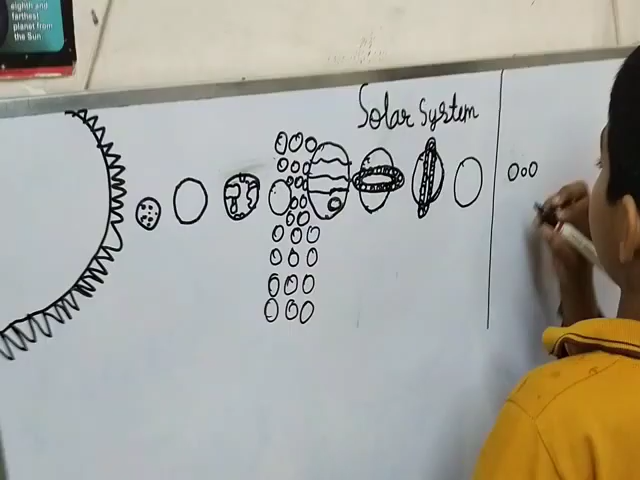 eighth and
farthest
planet from
the Sun.
Solar System